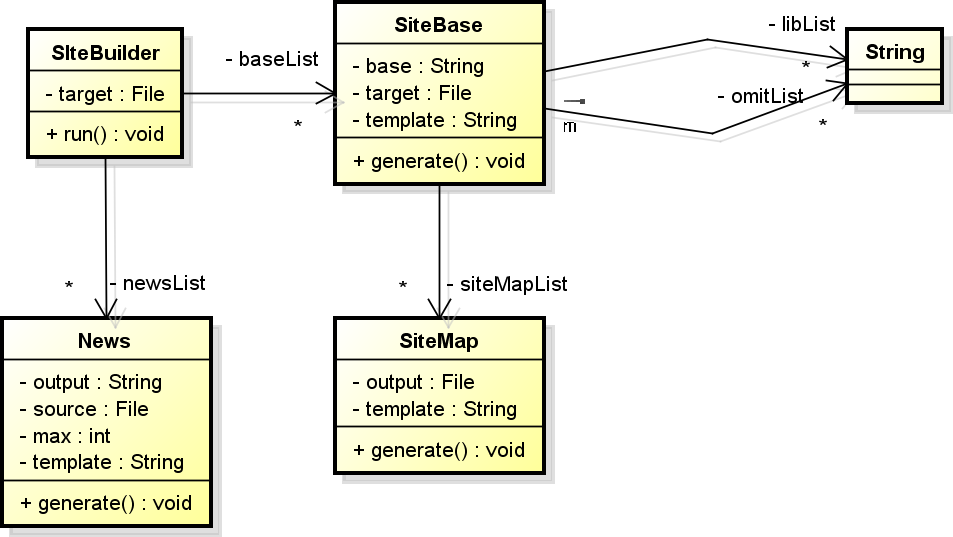 SIteBuilder
- target : File
+ run() : void
- baseList
*
SiteBase
- base : String
- target : File
- template : String
+ generate() : void
- libList
*
- omitList
*
String
m
*
- newsList
*
- siteMapList
News
- output : String
- source : File
- max : int
- template : String
+ generate() : void
SiteMap
- output : File
- template : String
+ generate() : void